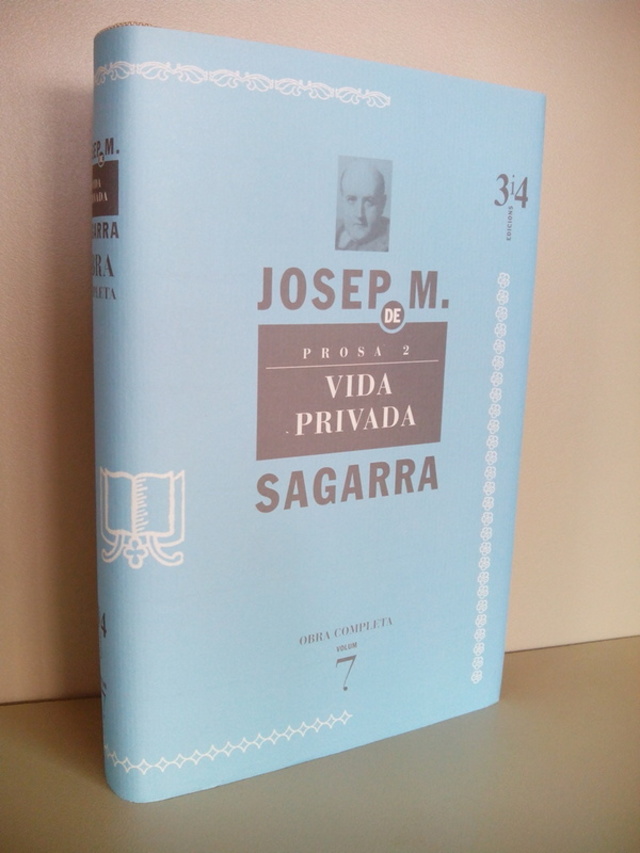 3i4
EDICIONS
JOSEP M.
DE
PROSA 2
VIDA
PRIVADA
SAGARRA
OBRA COMPLETA
VOLUM
7